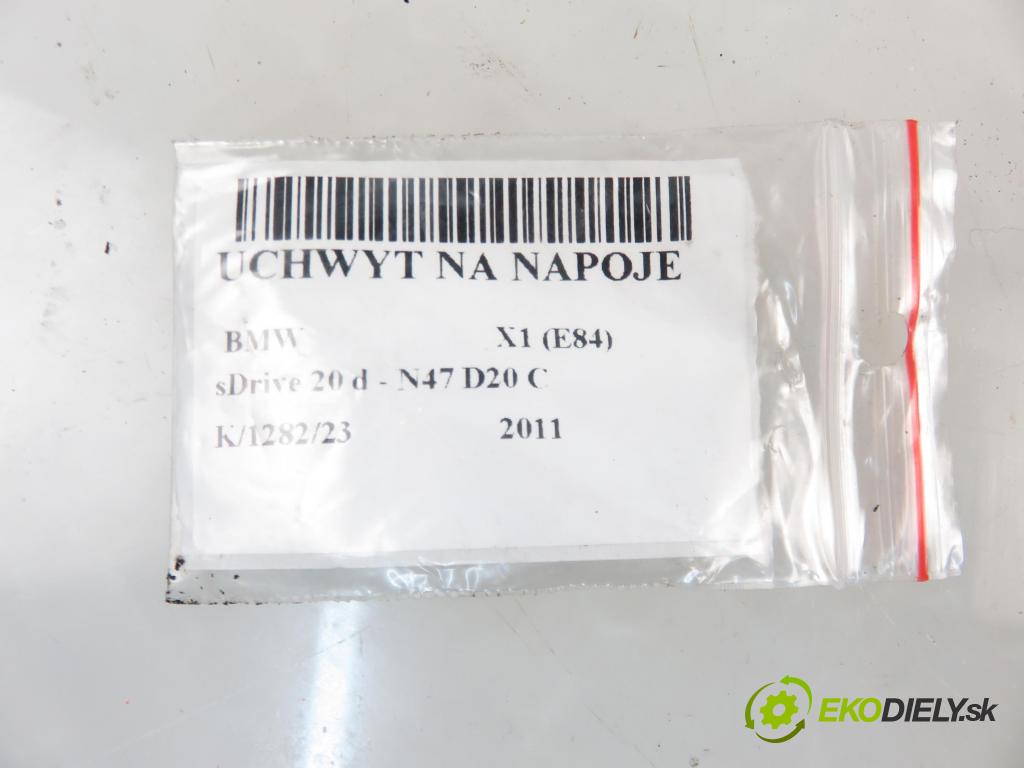 UCHWYT NA NAPOJE
BMW X1 (E84)
sDrive 20 d - N47 D20 C
K/1282/23 2011
EKODIELY.sk